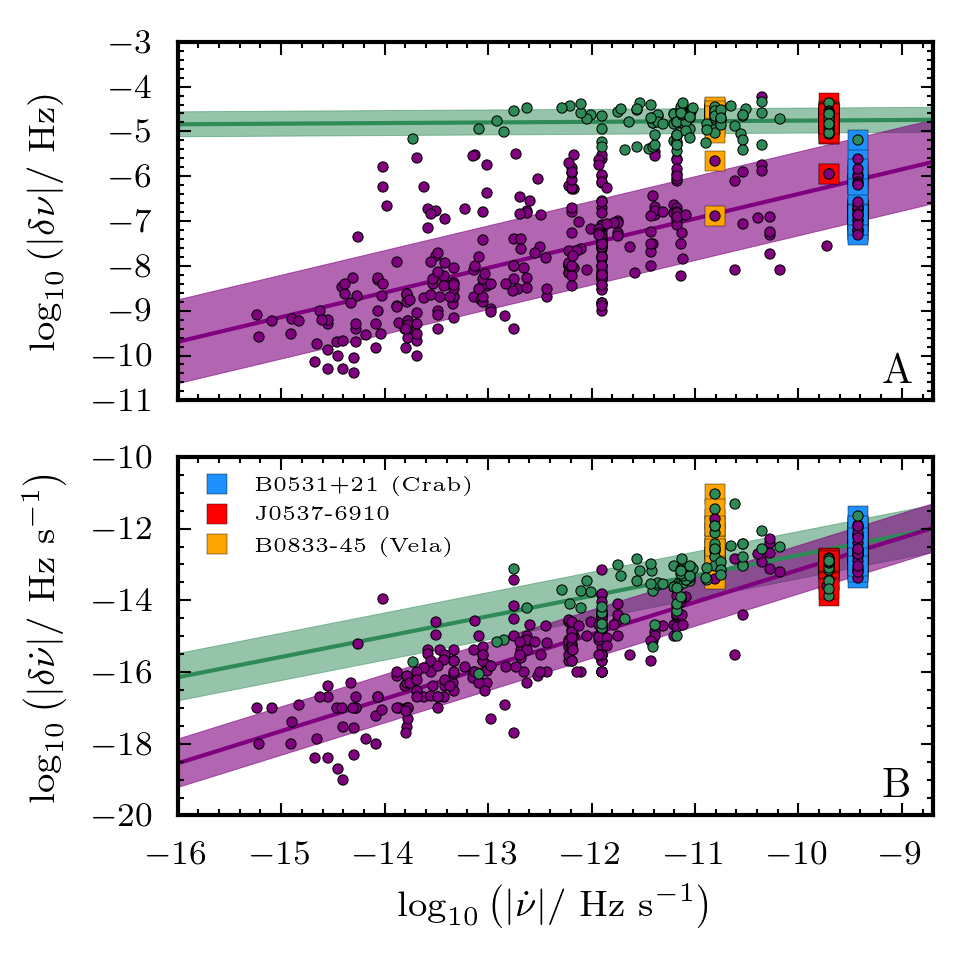 −3
−4
−5
−6
−7
−8
−9
−10
−11
log₁₀ (|δν|/ Hz)
A
−10
−12
−14
−16
−18
−20
log₁₀ (|δν̇|/ Hz s⁻¹)
B0531+21 (Crab)
J0537-6910
B0833-45 (Vela)
B
−16 −15 −14 −13 −12 −11 −10 −9
log₁₀ (|ν̇|/ Hz s⁻¹)